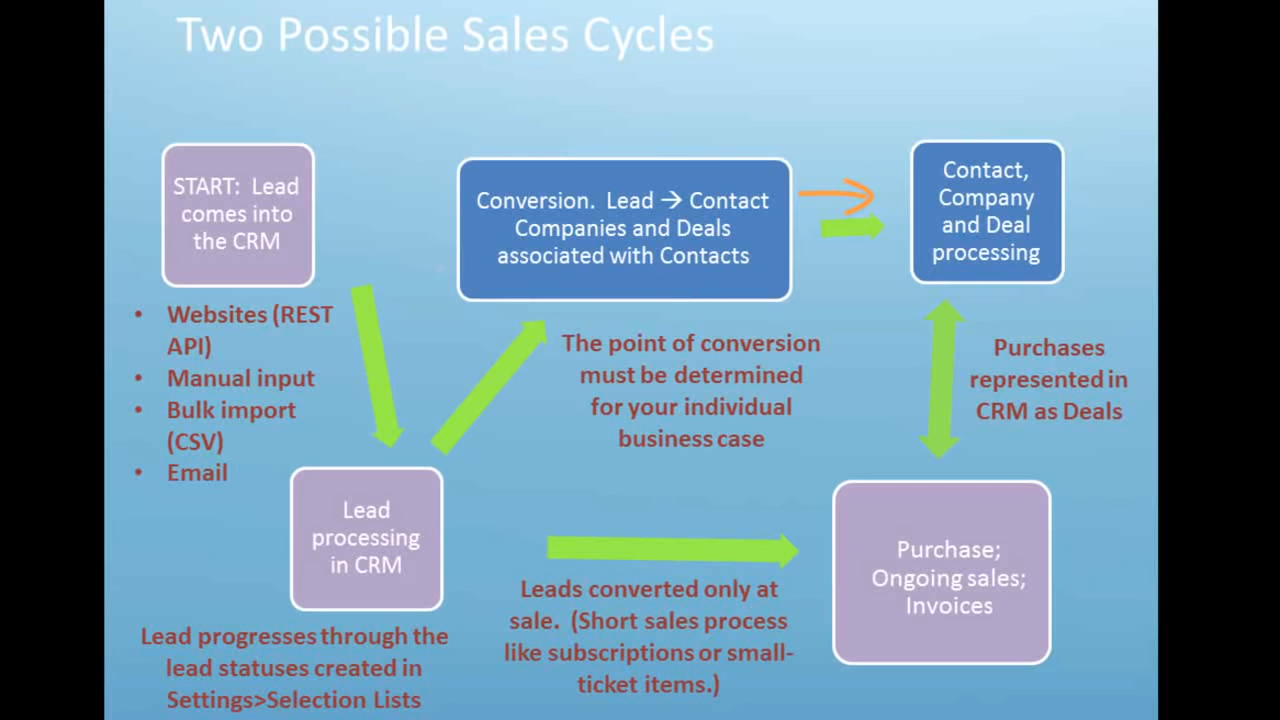 Two Possible Sales Cycles
START:  Lead
comes into
the CRM
Conversion.  Lead → Contact
Companies and Deals
associated with Contacts
Contact,
Company
and Deal
processing
• Websites (REST
API)
• Manual input
• Bulk import
(CSV)
• Email
The point of conversion
must be determined
for your individual
business case
Purchases
represented in
CRM as Deals
Lead
processing
in CRM
Lead progresses through the
lead statuses created in
Settings>Selection Lists
Leads converted only at
sale.  (Short sales process
like subscriptions or small-
ticket items.)
Purchase;
Ongoing sales;
Invoices